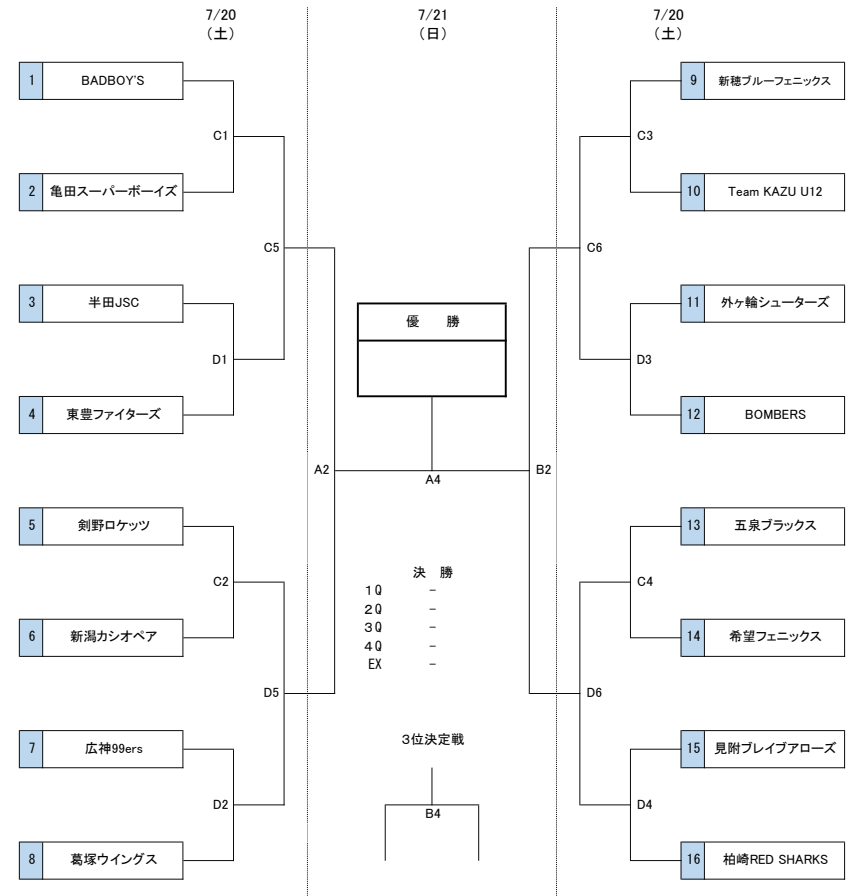 7/20
（土）
7/21
（日）
7/20
（土）
1 BADBOY'S
C1
2 亀田スーパーボーイズ
C5
3 半田JSC
D1
4 東豊ファイターズ
A2
5 剣野ロケッツ
C2
6 新潟カシオペア
D5
7 広神99ers
D2
8 葛塚ウイングス
優　勝
A4
決　勝
1Q －
2Q －
3Q －
4Q －
EX －
3位決定戦
B4
9 新穂ブルーフェニックス
C3
10 Team KAZU U12
C6
11 外ヶ輪シューターズ
D3
12 BOMBERS
B2
13 五泉ブラックス
C4
14 希望フェニックス
D6
15 見附ブレイブアローズ
D4
16 柏崎RED SHARKS